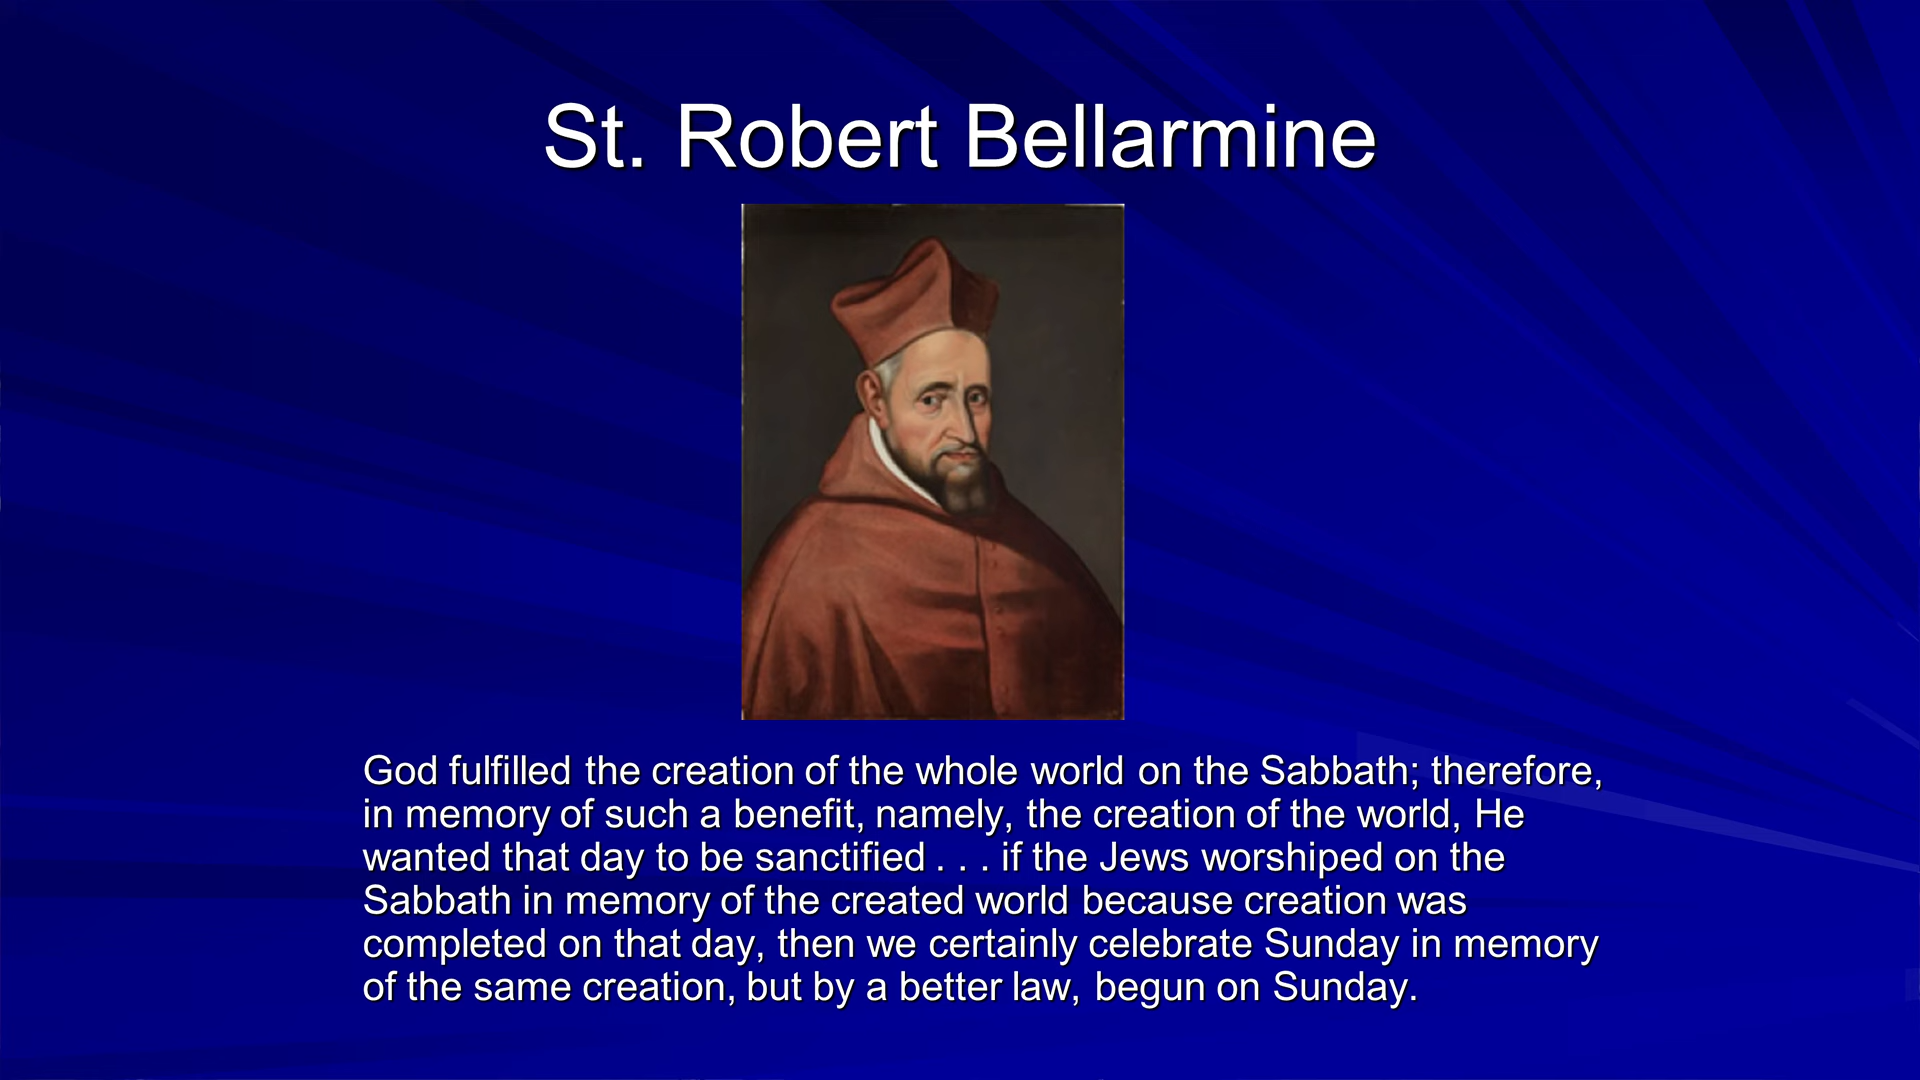 St. Robert Bellarmine
God fulfilled the creation of the whole world on the Sabbath; therefore,
in memory of such a benefit, namely, the creation of the world, He
wanted that day to be sanctified . . . if the Jews worshiped on the
Sabbath in memory of the created world because creation was
completed on that day, then we certainly celebrate Sunday in memory
of the same creation, but by a better law, begun on Sunday.